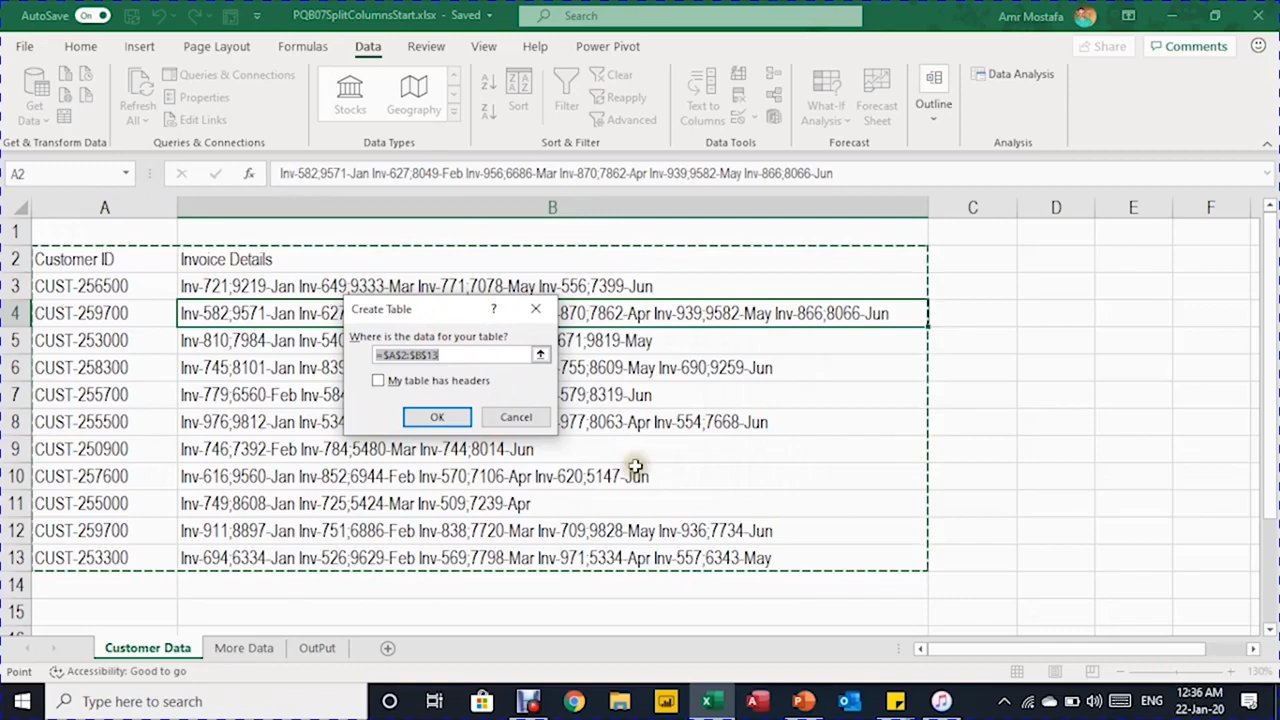 AutoSave On PQB07SplitColumnsStart.xlsx - Saved Search Amr Mostafa
File Home Insert Page Layout Formulas Data Review View Help Power Pivot Share Comments
Queries & Connections Clear Data Analysis
Properties Reapply
Edit Links Advanced
Get Data Refresh All Stocks Geography Sort Filter Text to Columns What-If Analysis Forecast Sheet Outline
Get & Transform Data Queries & Connections Data Types Sort & Filter Data Tools Forecast Analysis
A2 fx Inv-582,9571-Jan Inv-627,8049-Feb Inv-956,6686-Mar Inv-870;7862-Apr Inv-939,9582-May Inv-866,8066-Jun
A B C D E F
1
2 Customer ID Invoice Details
3 CUST-256500 Inv-721;9219-Jan Inv-649;9333-Mar Inv-771;7078-May Inv-556;7399-Jun
4 CUST-259700 Inv-582,9571-Jan Inv-627 870,7862-Apr Inv-939,9582-May Inv-866,8066-Jun
5 CUST-253000 Inv-810;7984-Jan Inv-540 671;9819-May
6 CUST-258300 Inv-745;8101-Jan Inv-839 755;8609-May Inv-690;9259-Jun
7 CUST-255700 Inv-779;6560-Feb Inv-584 579;8319-Jun
8 CUST-255500 Inv-976;9812-Jan Inv-534 977;8063-Apr Inv-554;7668-Jun
9 CUST-250900 Inv-746;7392-Feb Inv-784;5480-Mar Inv-744;8014-Jun
10 CUST-257600 Inv-616;9560-Jan Inv-852;6944-Feb Inv-570;7106-Apr Inv-620;5147-Jun
11 CUST-255000 Inv-749;8608-Jan Inv-725;5424-Mar Inv-509;7239-Apr
12 CUST-259700 Inv-911;8897-Jan Inv-751;6886-Feb Inv-838;7720-Mar Inv-709;9828-May Inv-936;7734-Jun
13 CUST-253300 Inv-694;6334-Jan Inv-526;9629-Feb Inv-569;7798-Mar Inv-971;5334-Apr Inv-557;6343-May
14
15
Create Table ?
Where is the data for your table?
=$A$2:$B$13
My table has headers
OK Cancel
Customer Data More Data OutPut
Point Accessibility: Good to go 130%
Type here to search ENG 12:36 AM
22-Jan-20